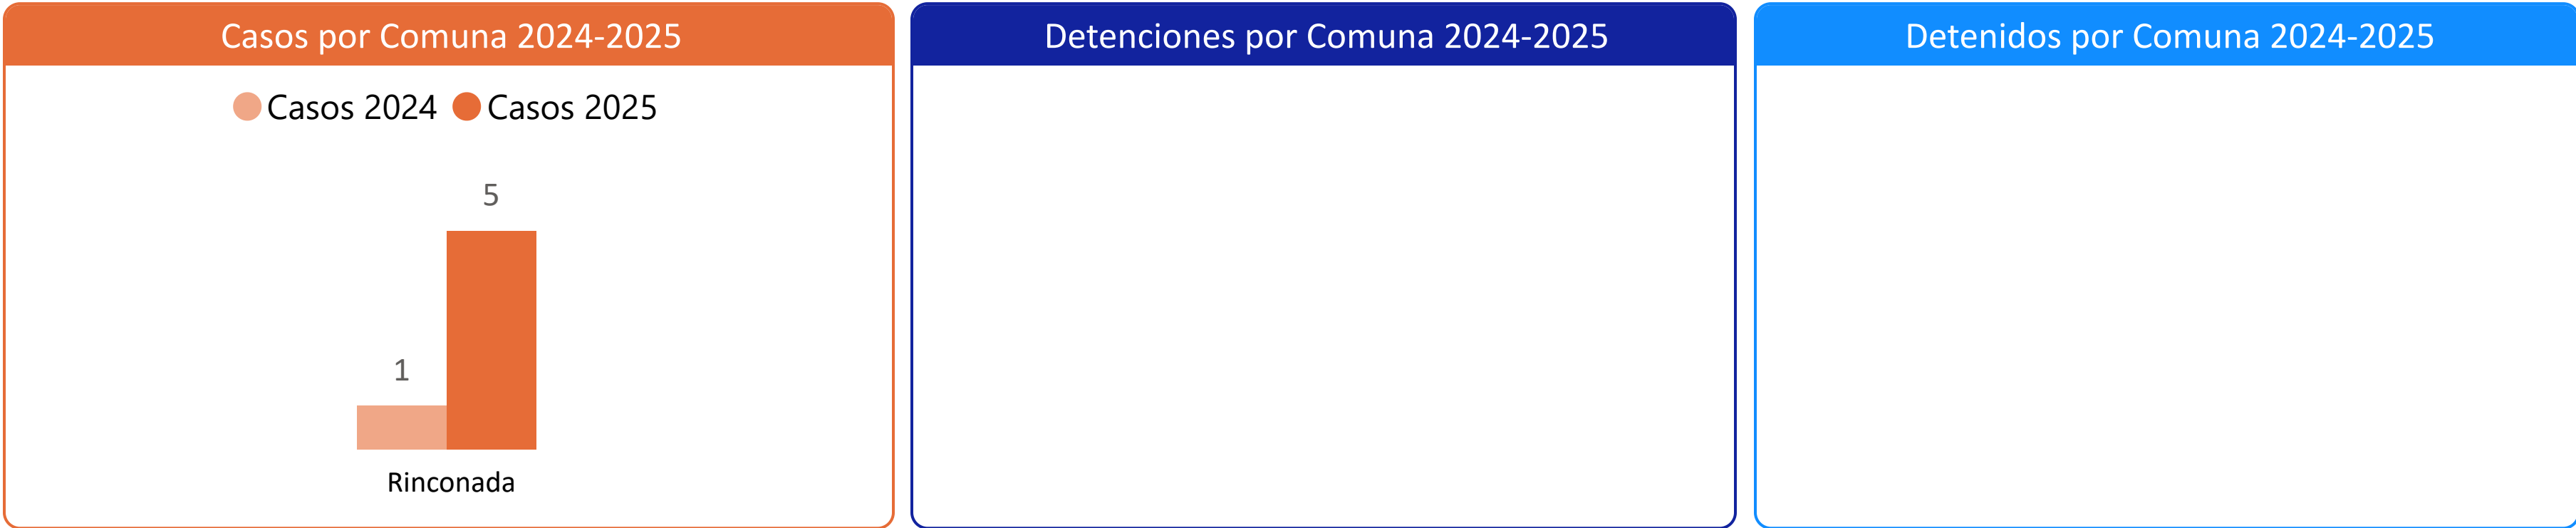 Casos por Comuna 2024-2025
Casos 2024 Casos 2025
5
1
Rinconada
Detenciones por Comuna 2024-2025
Detenidos por Comuna 2024-2025